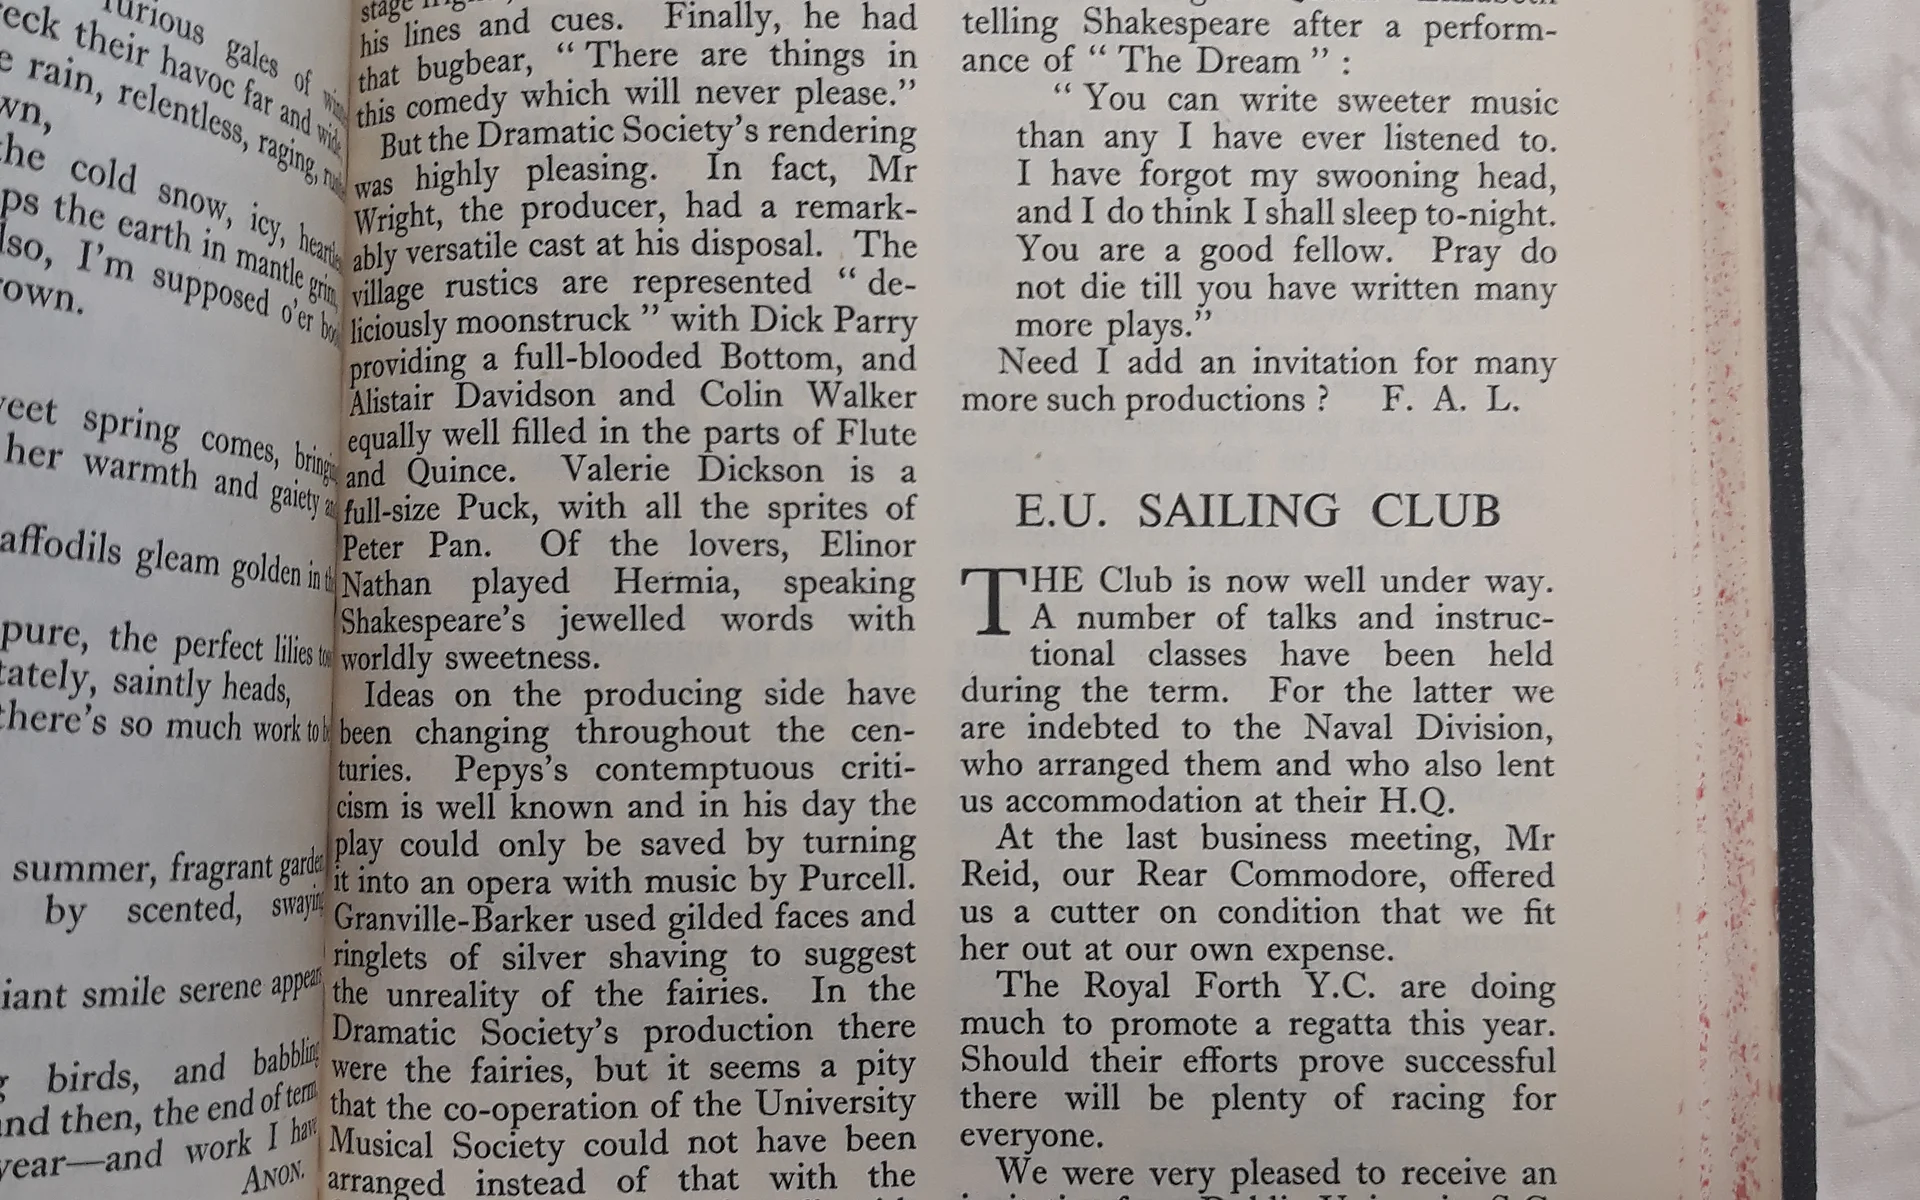 furious gales of
eck their havoc far and wide
e rain, relentless, raging,
wn,
the cold snow, icy,
ps the earth in mantle grim,
lso, I'm supposed o'er
rown.
weet spring comes,
her warmth and gaiety
affodils gleam golden in
pure, the perfect lilies
tately, saintly heads,
there's so much work to
summer, fragrant
by scented,
iant smile serene
birds, and
and then, the end of term
year—and work I
ANON.
his lines and cues. Finally, he had
that bugbear, “ There are things in
this comedy which will never please.”
But the Dramatic Society's rendering
was highly pleasing. In fact, Mr
Wright, the producer, had a remark-
ably versatile cast at his disposal. The
village rustics are represented “ de-
liciously moonstruck ” with Dick Parry
providing a full-blooded Bottom, and
Alistair Davidson and Colin Walker
equally well filled in the parts of Flute
and Quince. Valerie Dickson is a
full-size Puck, with all the sprites of
Peter Pan. Of the lovers, Elinor
Nathan played Hermia, speaking
Shakespeare's jewelled words with
worldly sweetness.
Ideas on the producing side have
been changing throughout the cen-
turies. Pepys's contemptuous criti-
cism is well known and in his day the
play could only be saved by turning
it into an opera with music by Purcell.
Granville-Barker used gilded faces and
ringlets of silver shaving to suggest
the unreality of the fairies. In the
Dramatic Society's production there
were the fairies, but it seems a pity
that the co-operation of the University
Musical Society could not have been
arranged instead of that with the
telling Shakespeare after a perform-
ance of “ The Dream ” :
“ You can write sweeter music
than any I have ever listened to.
I have forgot my swooning head,
and I do think I shall sleep to-night.
You are a good fellow. Pray do
not die till you have written many
more plays.”
Need I add an invitation for many
more such productions ? F. A. L.
E.U. SAILING CLUB
THE Club is now well under way.
A number of talks and instruc-
tional classes have been held
during the term. For the latter we
are indebted to the Naval Division,
who arranged them and who also lent
us accommodation at their H.Q.
At the last business meeting, Mr
Reid, our Rear Commodore, offered
us a cutter on condition that we fit
her out at our own expense.
The Royal Forth Y.C. are doing
much to promote a regatta this year.
Should their efforts prove successful
there will be plenty of racing for
everyone.
We were very pleased to receive an